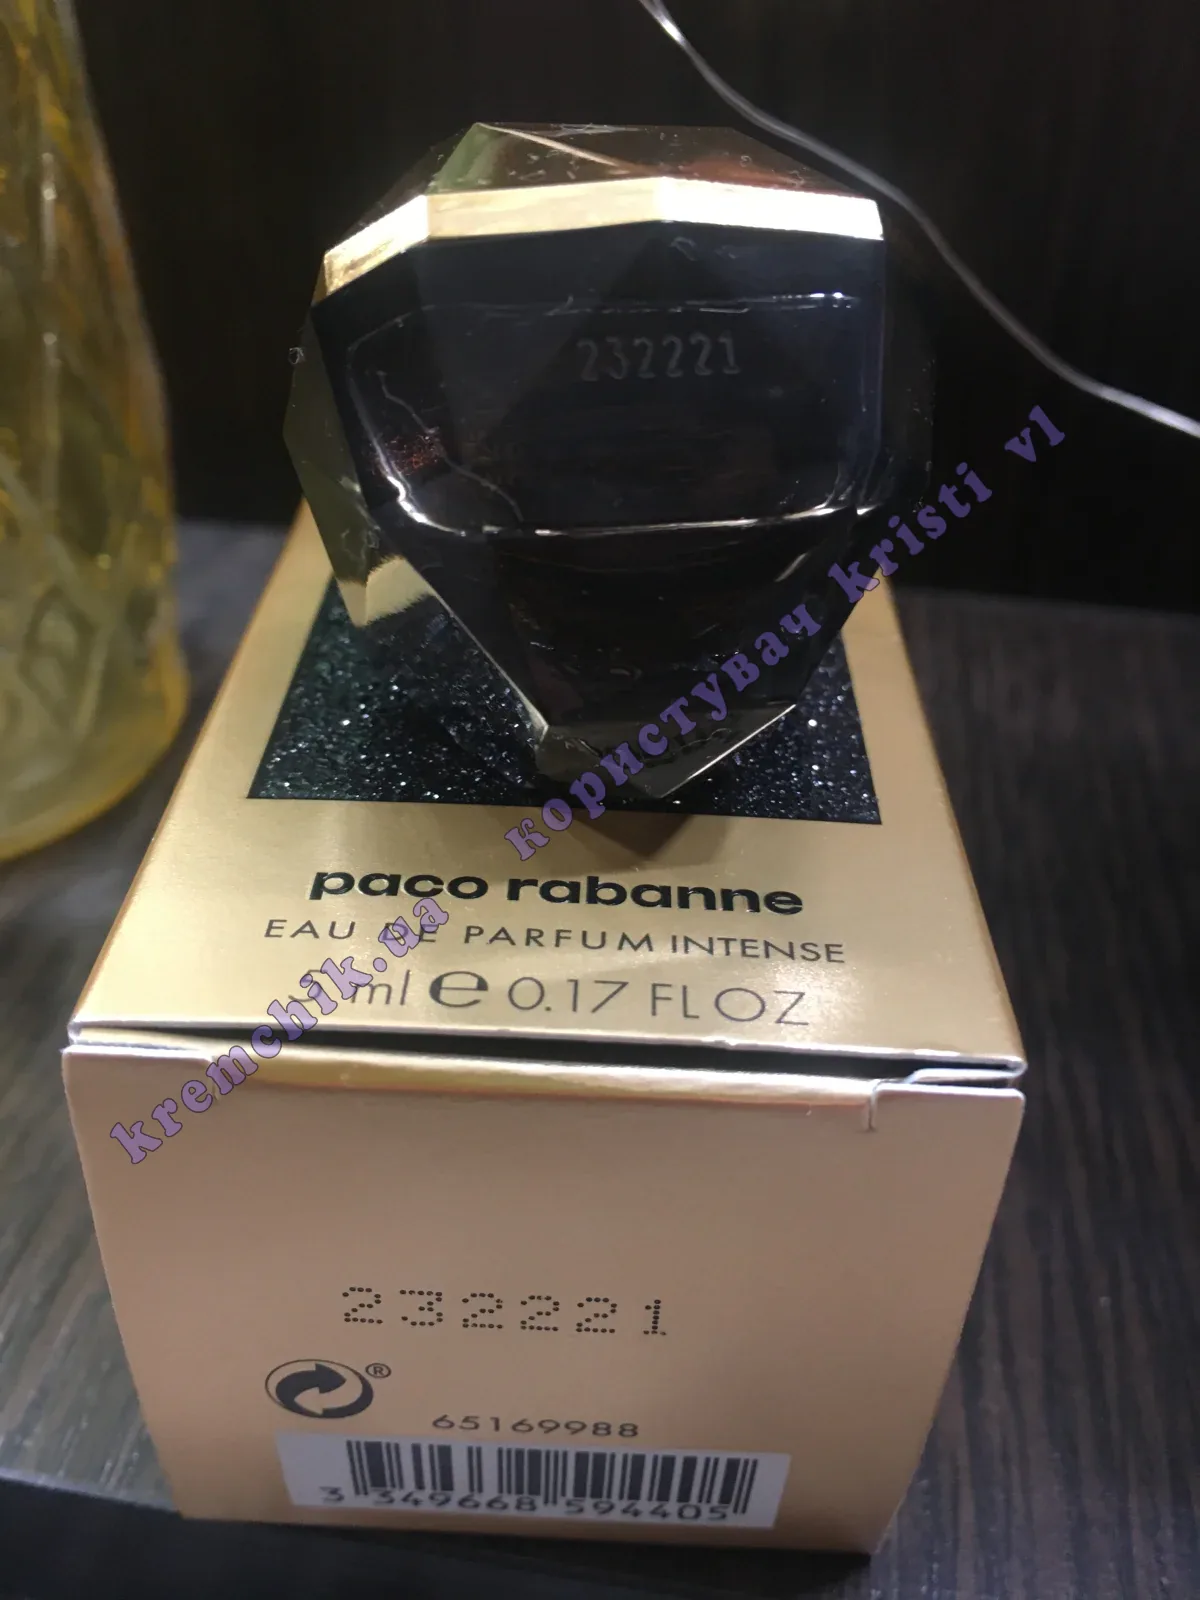 232221
paco rabanne
EAU DE PARFUM INTENSE
ml e 0.17 FL OZ
232221
®
65169988
3 349668 594405
kremchik.ua користувач kristi vl